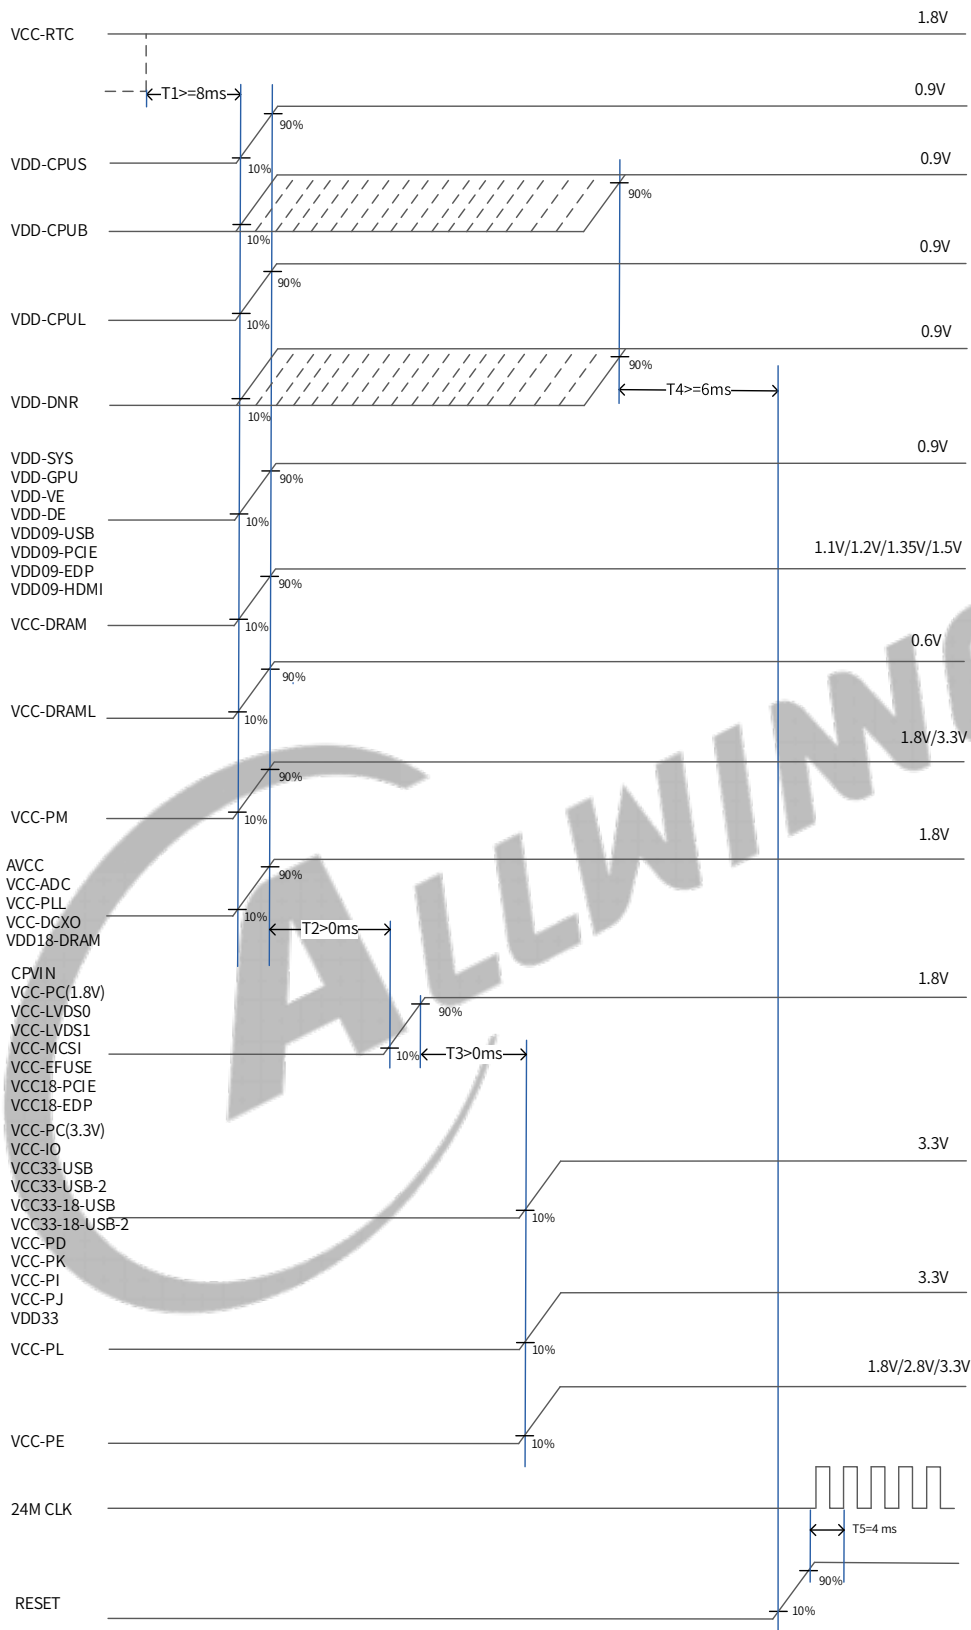 1.8V
VCC-RTC
T1>=8ms
0.9V
90%
VDD-CPUS
10%
0.9V
90%
VDD-CPUB
10%
0.9V
90%
VDD-CPUL
10%
0.9V
90%
T4>=6ms
VDD-DNR
10%
0.9V
VDD-SYS
VDD-GPU
VDD-VE
VDD-DE
VDD09-USB
VDD09-PCIE
VDD09-EDP
VDD09-HDMI
90%
10%
1.1V/1.2V/1.35V/1.5V
90%
VCC-DRAM
10%
0.6V
90%
VCC-DRAML
10%
1.8V/3.3V
90%
VCC-PM
10%
1.8V
AVCC
VCC-ADC
VCC-PLL
VCC-DCXO
VDD18-DRAM
90%
10%
T2>0ms
CPVIN
VCC-PC(1.8V)
VCC-LVDS0
VCC-LVDS1
VCC-MCSI
VCC-EFUSE
VCC18-PCIE
VCC18-EDP
1.8V
90%
10%
T3>0ms
VCC-PC(3.3V)
VCC-IO
VCC33-USB
VCC33-USB-2
VCC33-18-USB
VCC33-18-USB-2
VCC-PD
VCC-PK
VCC-PI
VCC-PJ
VDD33
3.3V
10%
3.3V
VCC-PL
10%
1.8V/2.8V/3.3V
VCC-PE
10%
24M CLK
T5=4 ms
90%
RESET
10%
ALLWINN